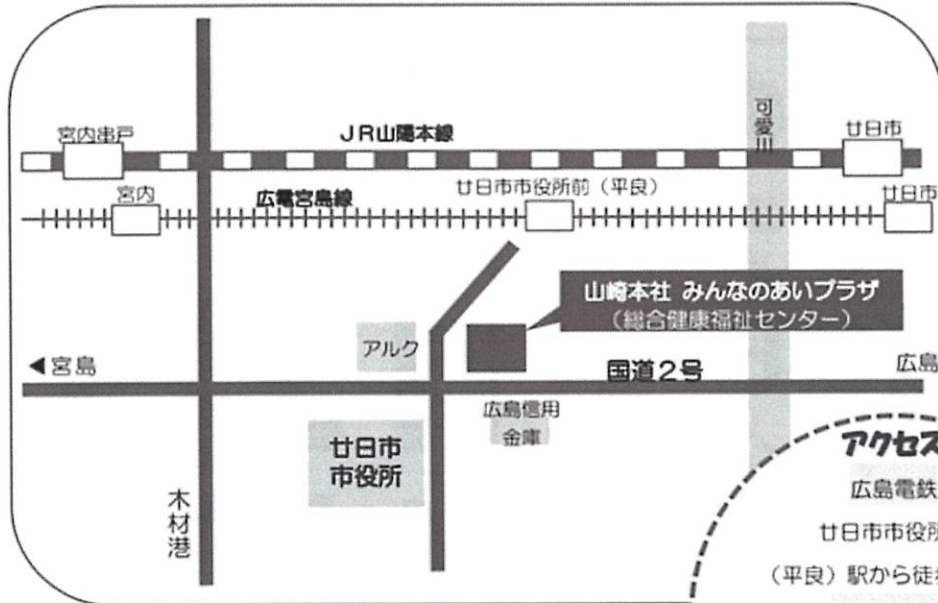 宮内串戸
JR山陽本線
可愛川
廿日市
宮内
広電宮島線
廿日市市役所前（平良）
廿日市
山崎本社 みんなのあいプラザ
（総合健康福祉センター）
アルク
◀宮島
国道2号
広島
広島信用
金庫
廿日市
市役所
木材港
アクセス
広島電鉄
廿日市市役所
（平良）駅から徒